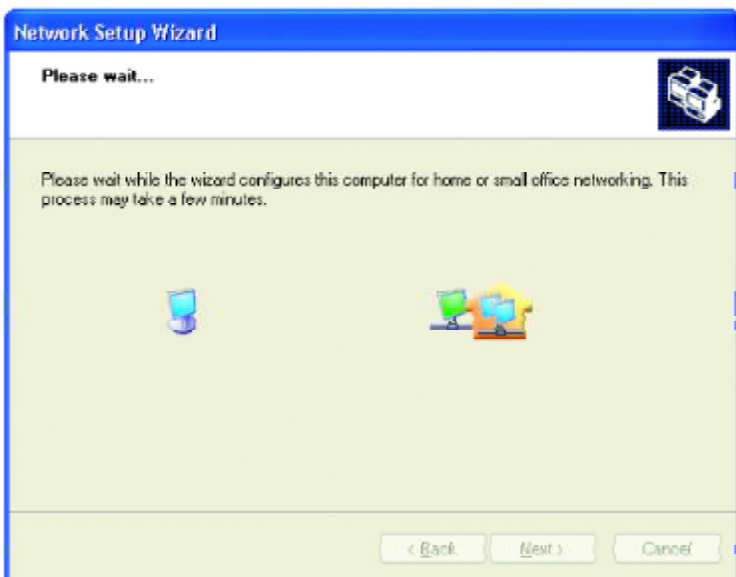 Network Setup Wizard
Please wait...
Please wait while the wizard configures this computer for home or small office networking. This
process may take a few minutes.
< Back
Next >
Cancel